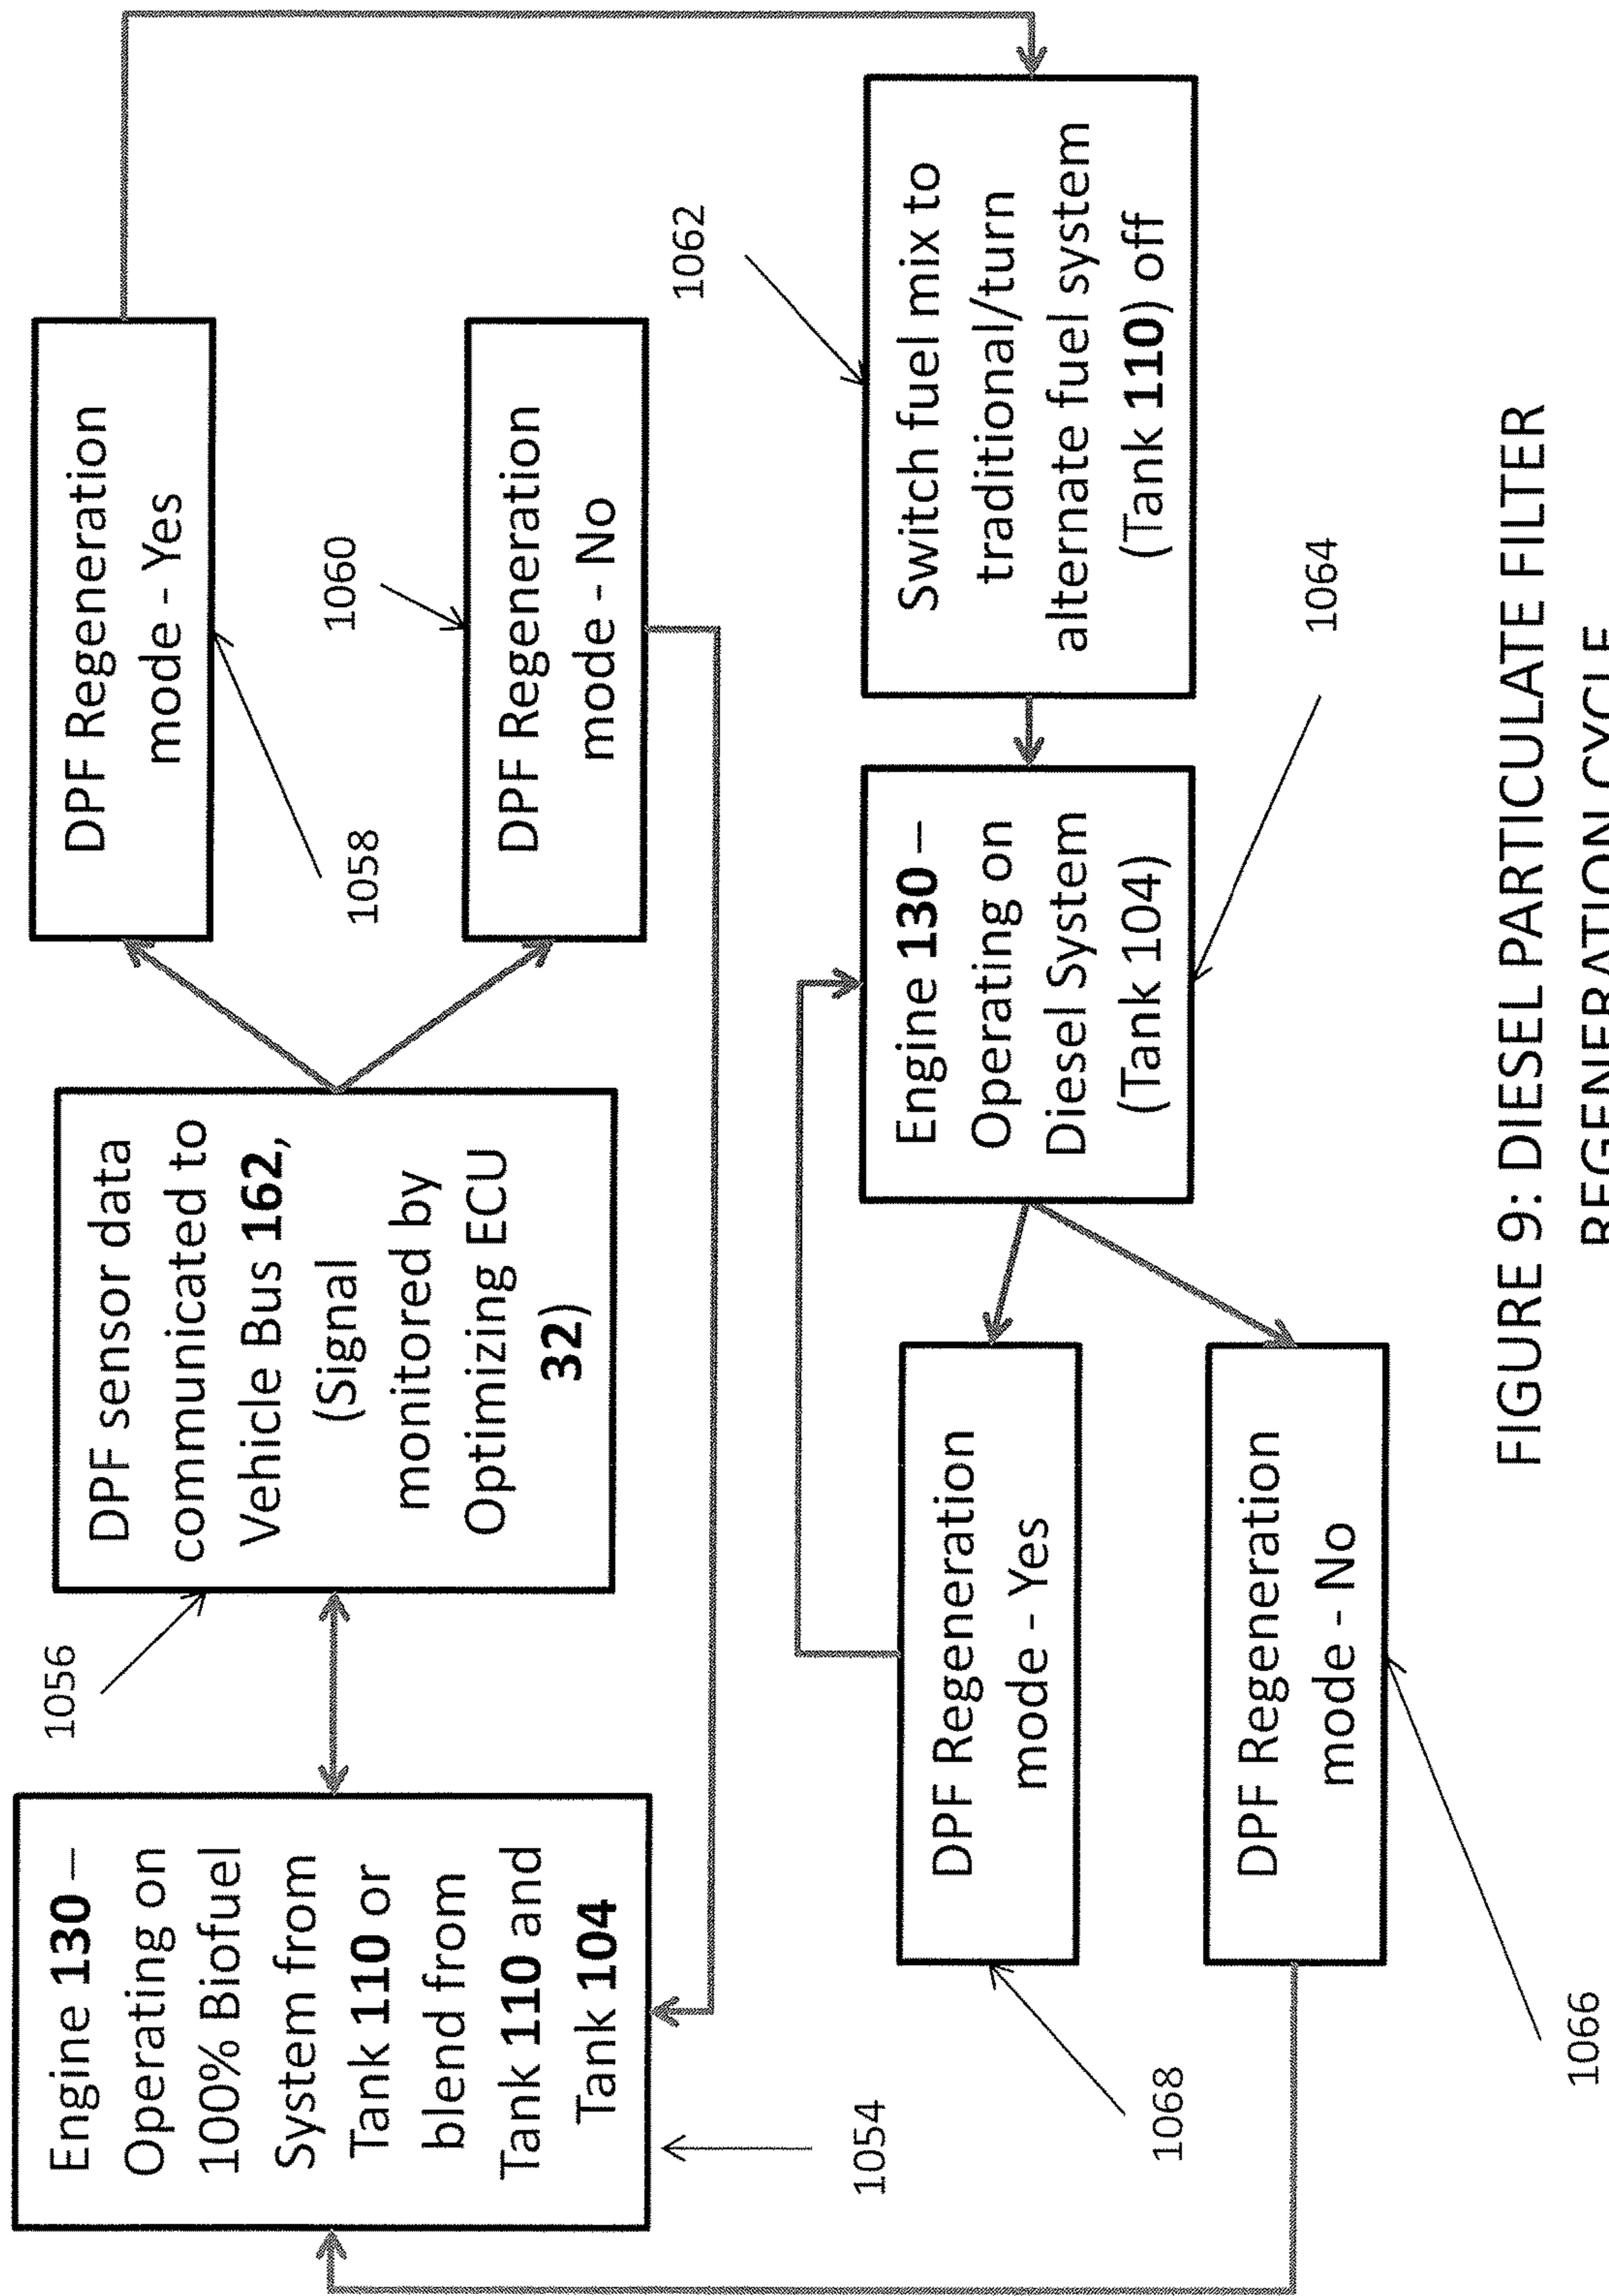 Engine 130 –
Operating on
100% Biofuel
System from
Tank 110 or
blend from
Tank 110 and
Tank 104
1054
1056
DPF sensor data
communicated to
Vehicle Bus 162,
(Signal
monitored by
Optimizing ECU
32)
DPF Regeneration
mode - Yes
1058
1060
DPF Regeneration
mode - No
1062
Switch fuel mix to
traditional/turn
alternate fuel system
(Tank 110) off
Engine 130 –
Operating on
Diesel System
(Tank 104)
1064
DPF Regeneration
mode - Yes
1068
DPF Regeneration
mode - No
1066
FIGURE 9: DIESEL PARTICULATE FILTER
REGENERATION CYCLE